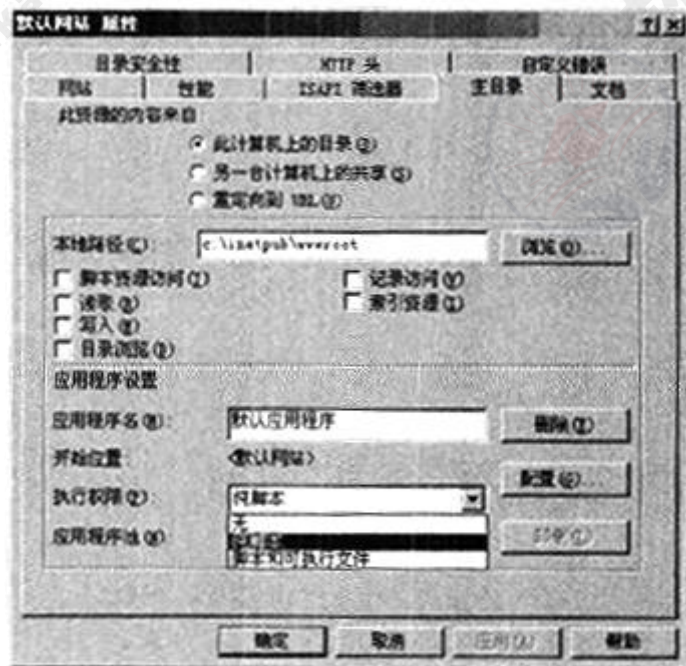 默认网站 属性
目录安全性 HTTP 头 自定义错误
网站 性能 ISAPI 筛选器 主目录 文档
此资源的内容来自
此计算机上的目录(D)
另一台计算机上的共享(S)
重定向到 URL(U)
本地路径(C): c:\inetpub\wwwroot 浏览(O)...
脚本资源访问(T) 记录访问(V)
读取(R) 索引资源(I)
写入(W)
目录浏览(B)
应用程序设置
应用程序名(M): 默认应用程序 删除(E)
开始位置: <默认网站>
配置(G)...
执行权限(P): 纯脚本
无
应用程序池(N)
脚本和可执行文件
确定 取消 应用(A) 帮助